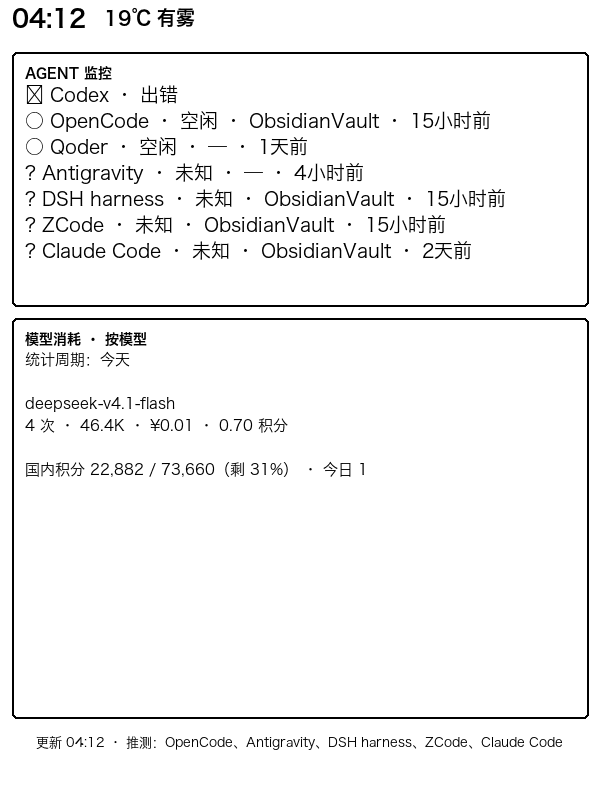 04:12 19℃ 有雾
AGENT 监控
☒ Codex · 出错
○ OpenCode · 空闲 · ObsidianVault · 15小时前
○ Qoder · 空闲 · — · 1天前
? Antigravity · 未知 · — · 4小时前
? DSH harness · 未知 · ObsidianVault · 15小时前
? ZCode · 未知 · ObsidianVault · 15小时前
? Claude Code · 未知 · ObsidianVault · 2天前
模型消耗 · 按模型
统计周期：今天
deepseek-v4.1-flash
4 次 · 46.4K · ¥0.01 · 0.70 积分
国内积分 22,882 / 73,660（剩 31%） · 今日 1
更新 04:12 · 推测：OpenCode、Antigravity、DSH harness、ZCode、Claude Code